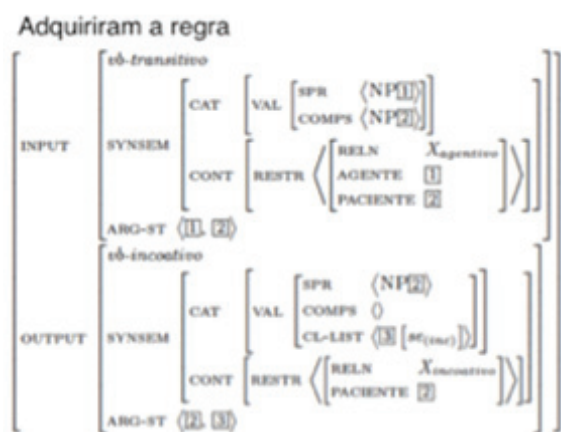 Adquiriram a regra
vb-transitivo
SPR ⟨NP[1]⟩
CAT VAL
COMPS ⟨NP[2]⟩
INPUT SYNSEM
RELN X_agentivo
CONT RESTR AGENTE [1]
PACIENTE [2]
ARG-ST ⟨[1], [2]⟩
vb-incoativo
SPR ⟨NP[2]⟩
CAT VAL COMPS ⟨⟩
CL-LIST ⟨[3] [se(inc)]⟩
OUTPUT SYNSEM
RELN X_incoativo
CONT RESTR
PACIENTE [2]
ARG-ST ⟨[2], [3]⟩